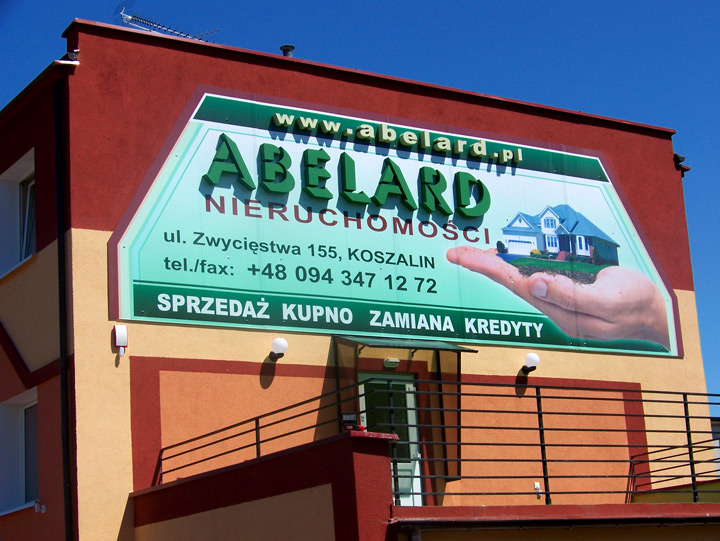 www.abelard.pl
ABELARD
NIERUCHOMOŚCI
ul. Zwycięstwa 155, KOSZALIN
tel./fax: +48 094 347 12 72
SPRZEDAŻ KUPNO ZAMIANA KREDYTY